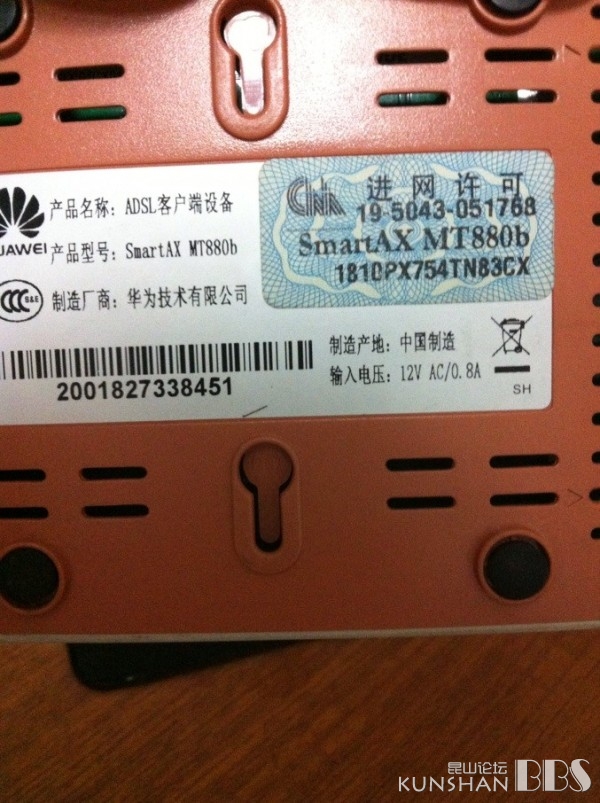 CNA 进网许可
19-5043-051768
SmartAX MT880b
1810PX754TN83CX
产品名称: ADSL客户端设备
HUAWEI
产品型号: SmartAX MT880b
CCC S&E
制造厂商: 华为技术有限公司
制造产地: 中国制造
输入电压: 12V AC/0.8A
2001827338451
SH
昆山论坛
KUNSHAN BBS